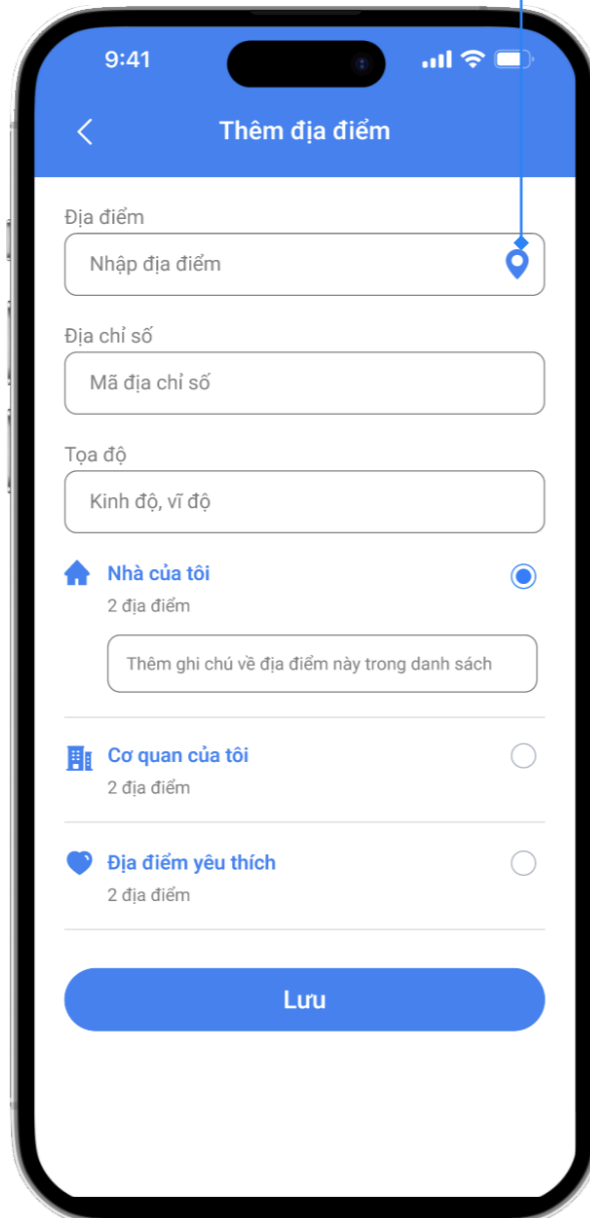 9:41
Thêm địa điểm
Địa điểm
Nhập địa điểm
Địa chỉ số
Mã địa chỉ số
Tọa độ
Kinh độ, vĩ độ
Nhà của tôi
2 địa điểm
Thêm ghi chú về địa điểm này trong danh sách
Cơ quan của tôi
2 địa điểm
Địa điểm yêu thích
2 địa điểm
Lưu